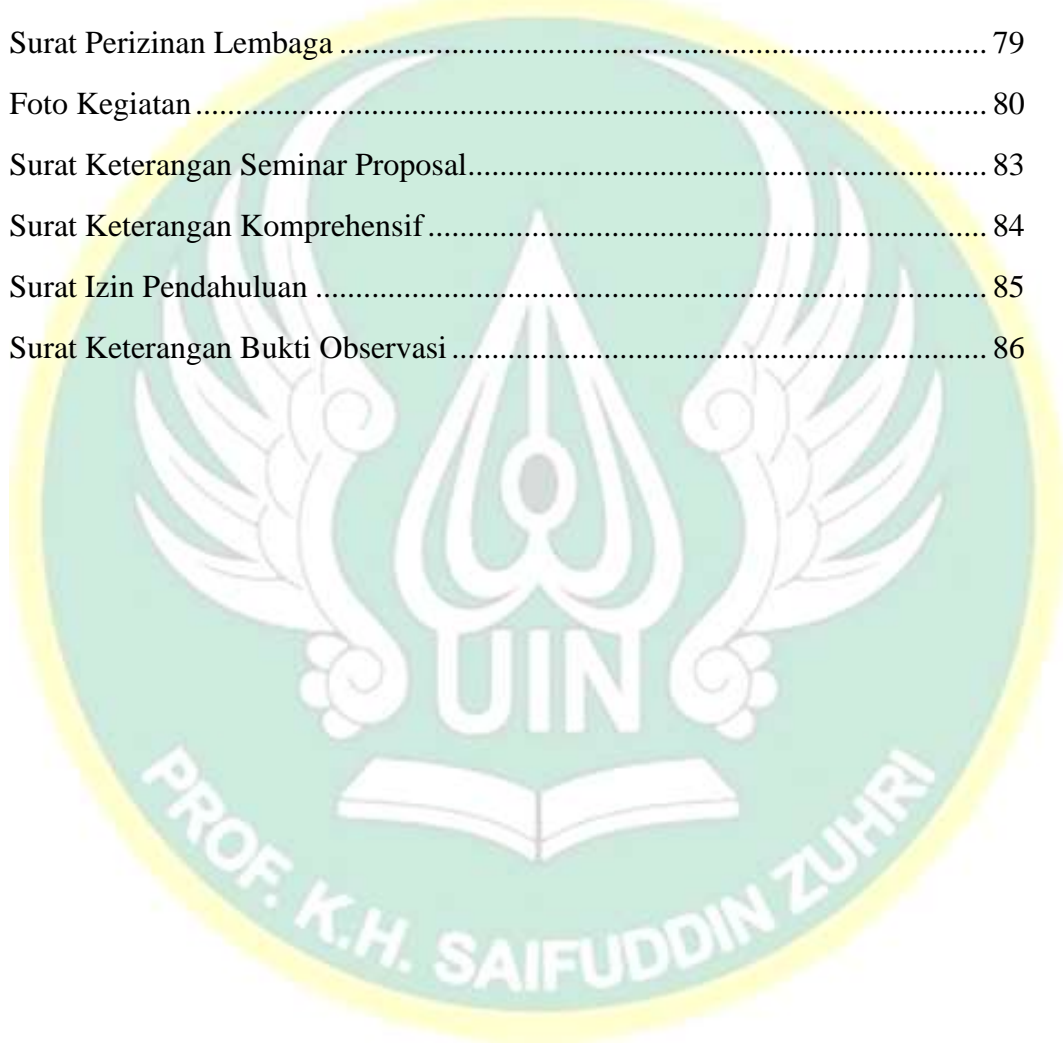 Surat Perizinan Lembaga ............................................................................... 79
Foto Kegiatan ................................................................................................. 80
Surat Keterangan Seminar Proposal................................................................ 83
Surat Keterangan Komprehensif ..................................................................... 84
Surat Izin Pendahuluan ................................................................................... 85
Surat Keterangan Bukti Observasi .................................................................. 86
UIN
PROF. K.H. SAIFUDDIN ZUHRI